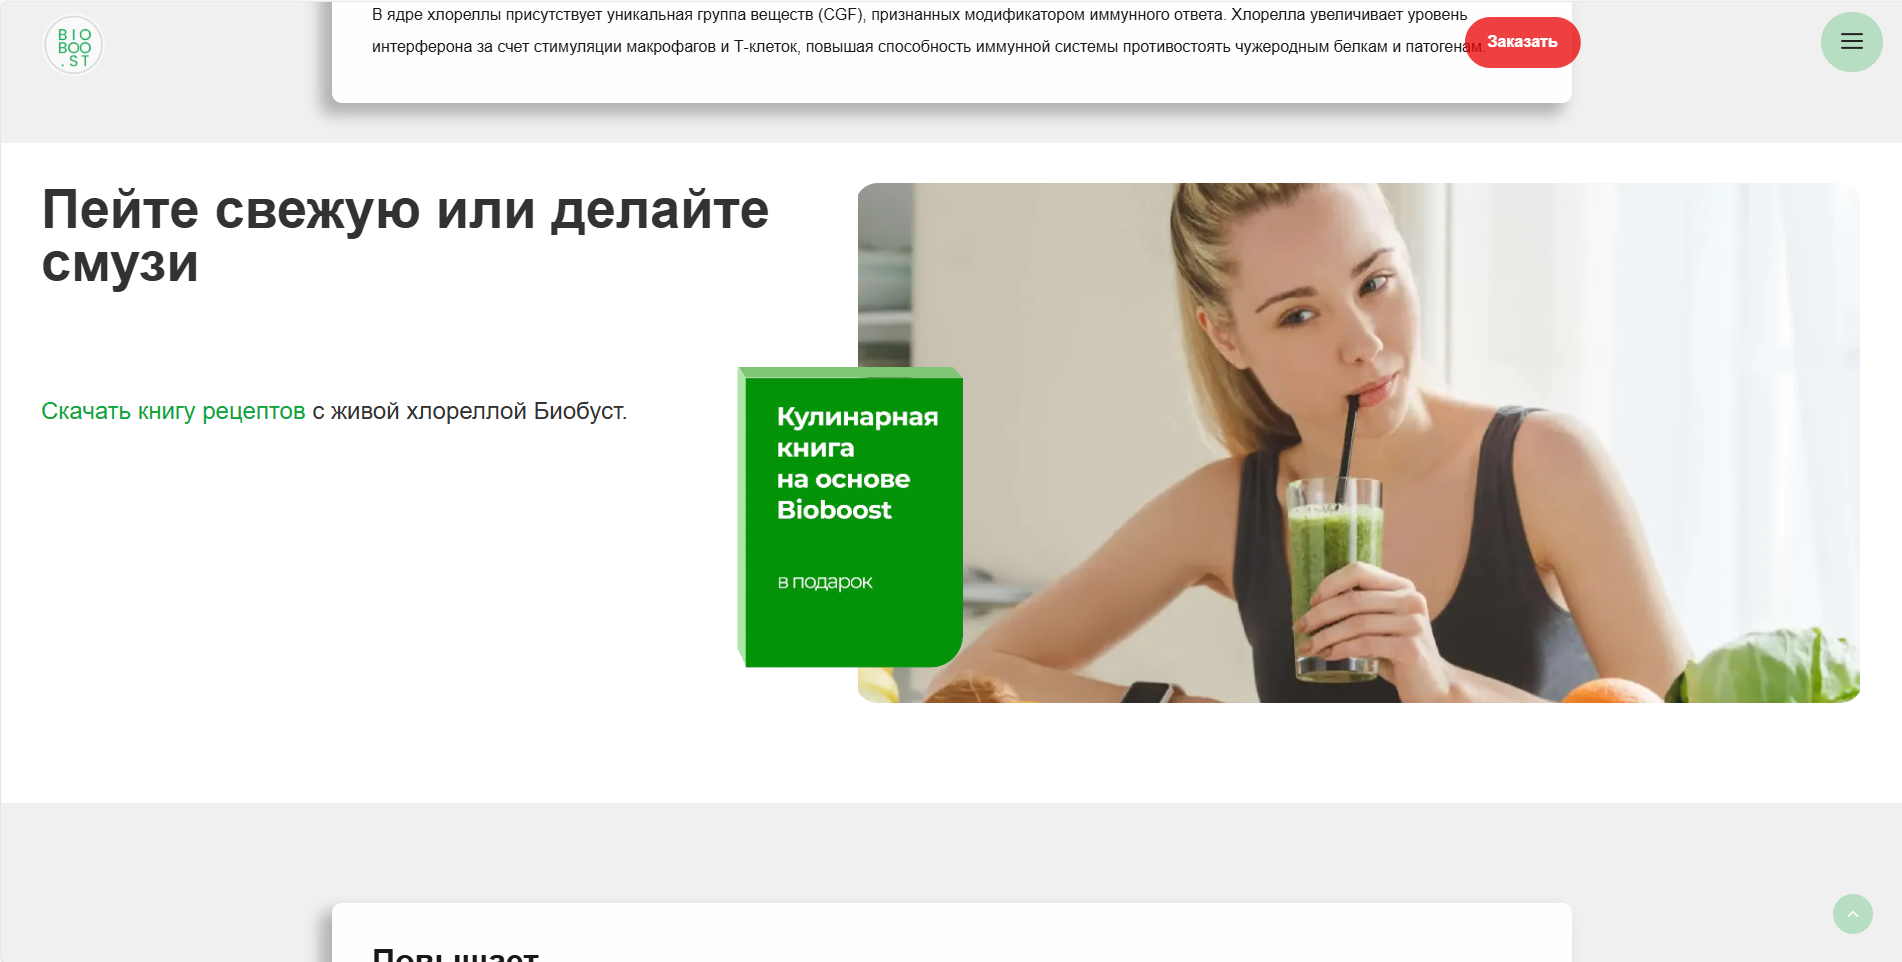 BIO
BOO
.ST
В ядре хлореллы присутствует уникальная группа веществ (CGF), признанных модификатором иммунного ответа. Хлорелла увеличивает уровень
интерферона за счет стимуляции макрофагов и Т-клеток, повышая способность иммунной системы противостоять чужеродным белкам и патогенам.
Заказать
Пейте свежую или делайте
смузи
Скачать книгу рецептов с живой хлореллой Биобуст.
Кулинарная
книга
на основе
Bioboost
в подарок
Повышает